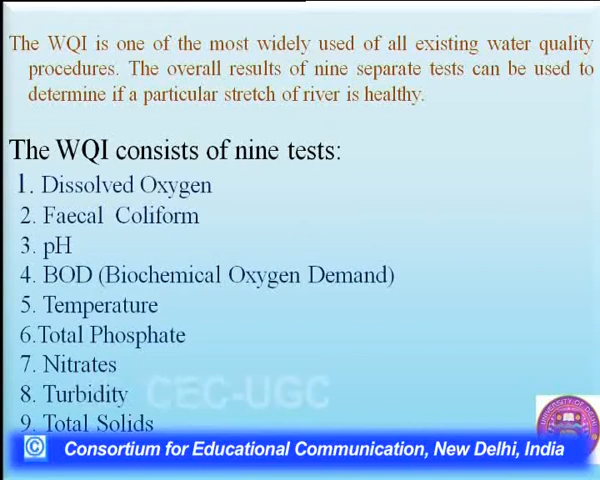 The WQI is one of the most widely used of all existing water quality
procedures. The overall results of nine separate tests can be used to
determine if a particular stretch of river is healthy.
The WQI consists of nine tests:
1. Dissolved Oxygen
2. Faecal Coliform
3. pH
4. BOD (Biochemical Oxygen Demand)
5. Temperature
6.Total Phosphate
7. Nitrates
8. Turbidity
CEC-UGC
9. Total Solids
UNIVERSITY OF DELHI
© Consortium for Educational Communication, New Delhi, India